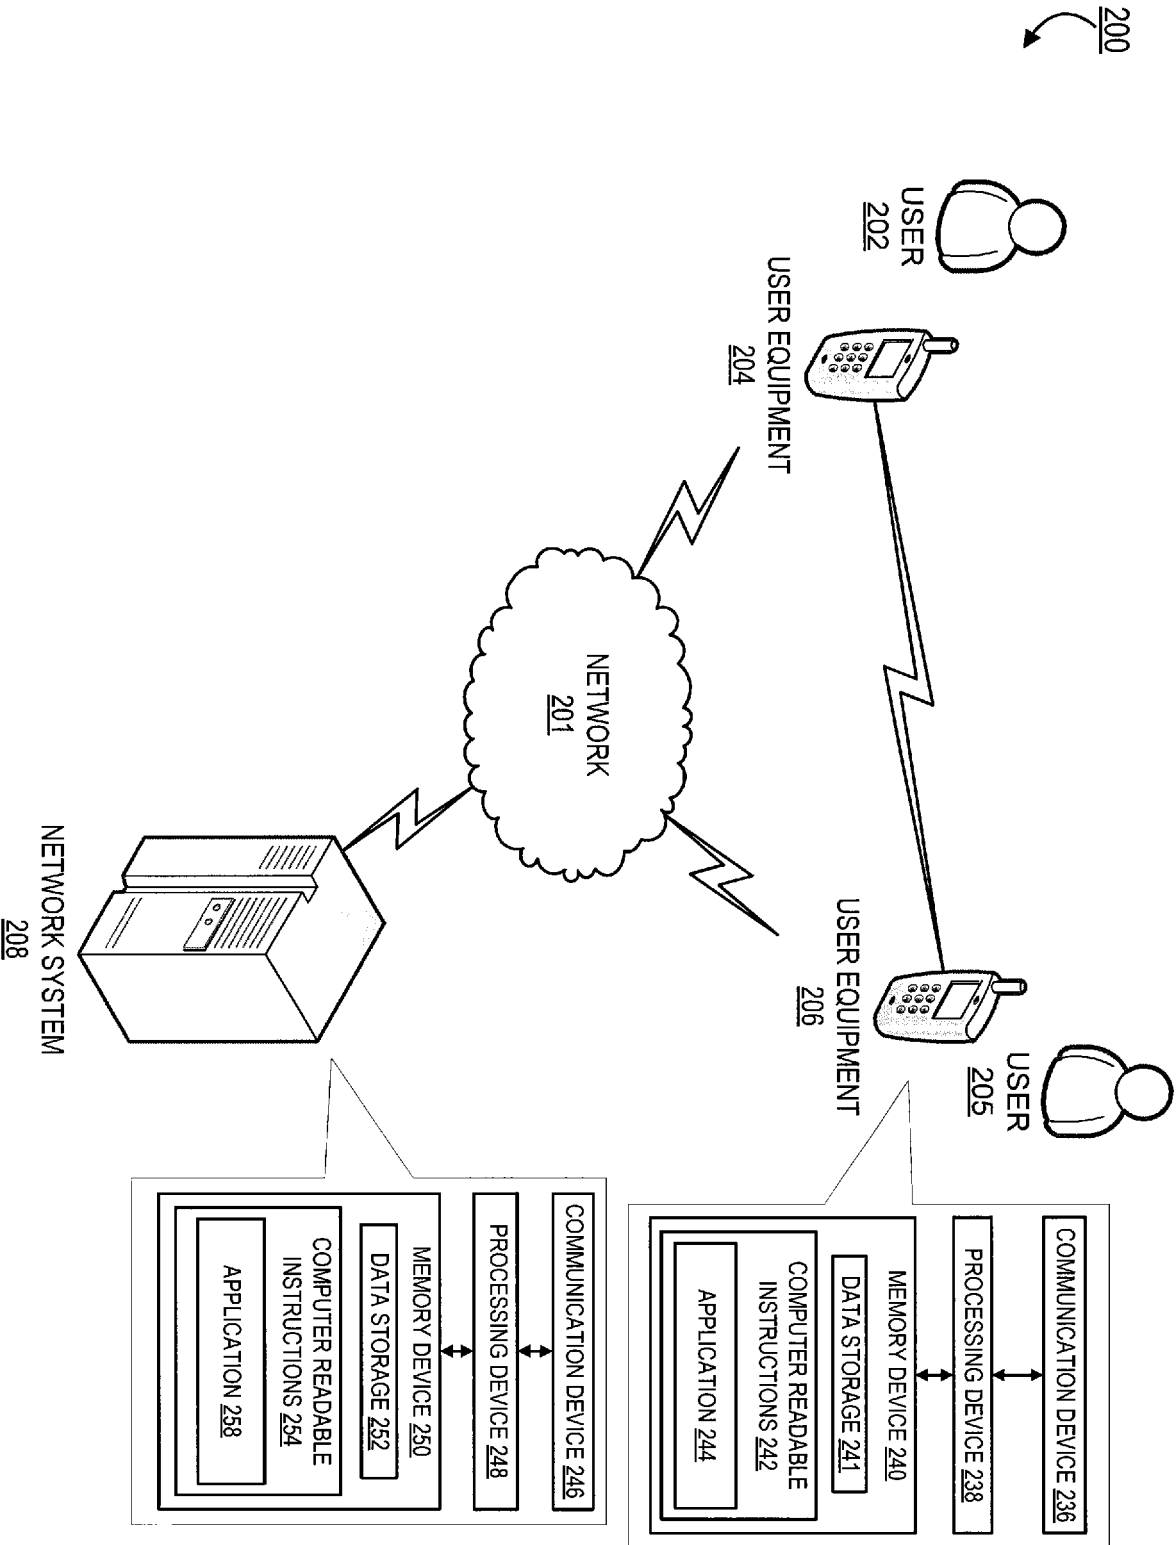 200
USER
202
USER EQUIPMENT
204
USER EQUIPMENT
206
USER
205
NETWORK
201
NETWORK SYSTEM
208
COMMUNICATION DEVICE 236
PROCESSING DEVICE 238
MEMORY DEVICE 240
DATA STORAGE 241
COMPUTER READABLE
INSTRUCTIONS 242
APPLICATION 244
COMMUNICATION DEVICE 246
PROCESSING DEVICE 248
MEMORY DEVICE 250
DATA STORAGE 252
COMPUTER READABLE
INSTRUCTIONS 254
APPLICATION 258